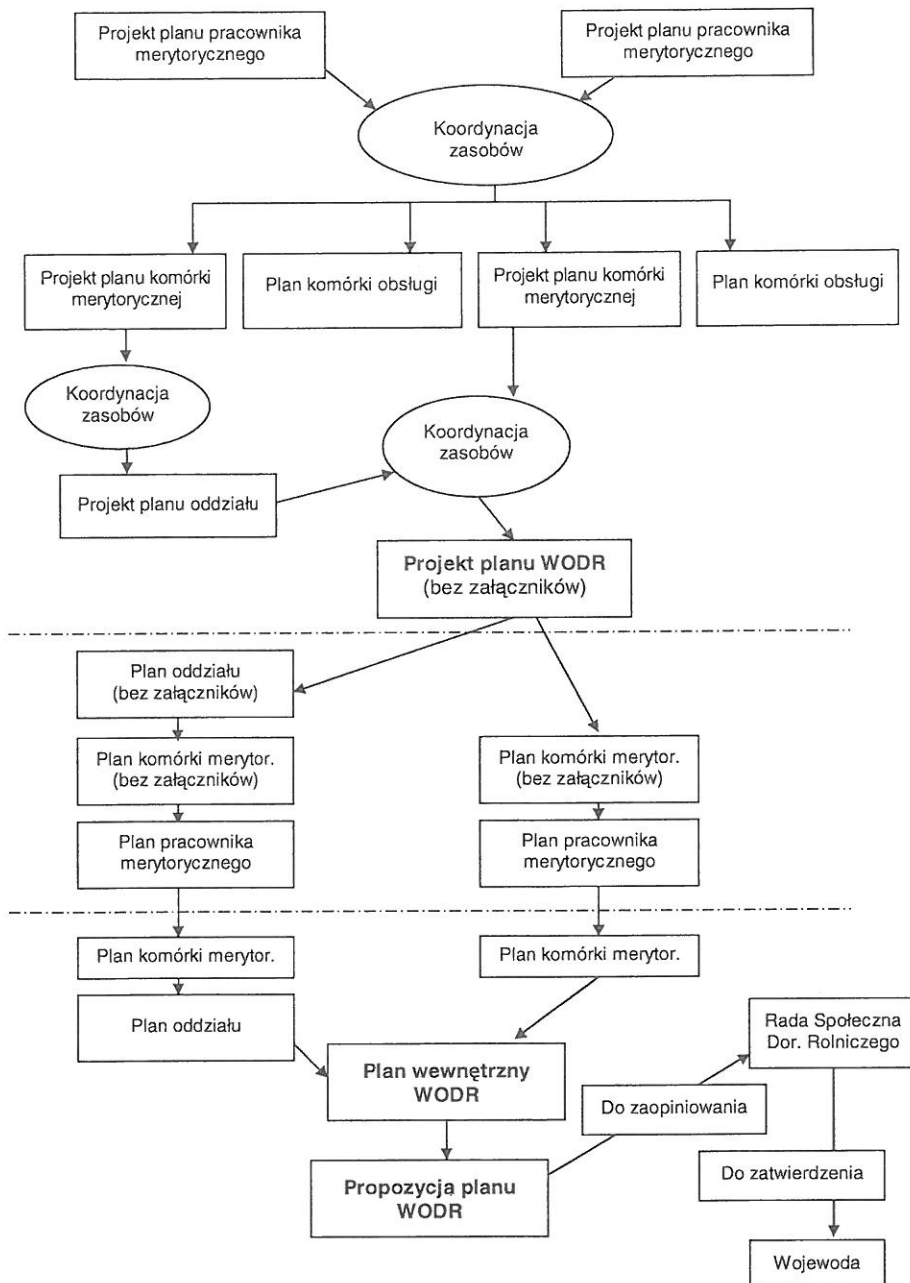 Projekt planu pracownika
merytorycznego
Projekt planu pracownika
merytorycznego
Koordynacja
zasobów
Projekt planu komórki
merytorycznej
Plan komórki obsługi
Projekt planu komórki
merytorycznej
Plan komórki obsługi
Koordynacja
zasobów
Koordynacja
zasobów
Projekt planu oddziału
Projekt planu WODR
(bez załączników)
Plan oddziału
(bez załączników)
Plan komórki merytor.
(bez załączników)
Plan komórki merytor.
(bez załączników)
Plan pracownika
merytorycznego
Plan pracownika
merytorycznego
Plan komórki merytor.
Plan komórki merytor.
Plan oddziału
Rada Społeczna
Dor. Rolniczego
Plan wewnętrzny
WODR
Do zaopiniowania
Propozycją planu
WODR
Do zatwierdzenia
Wojewoda